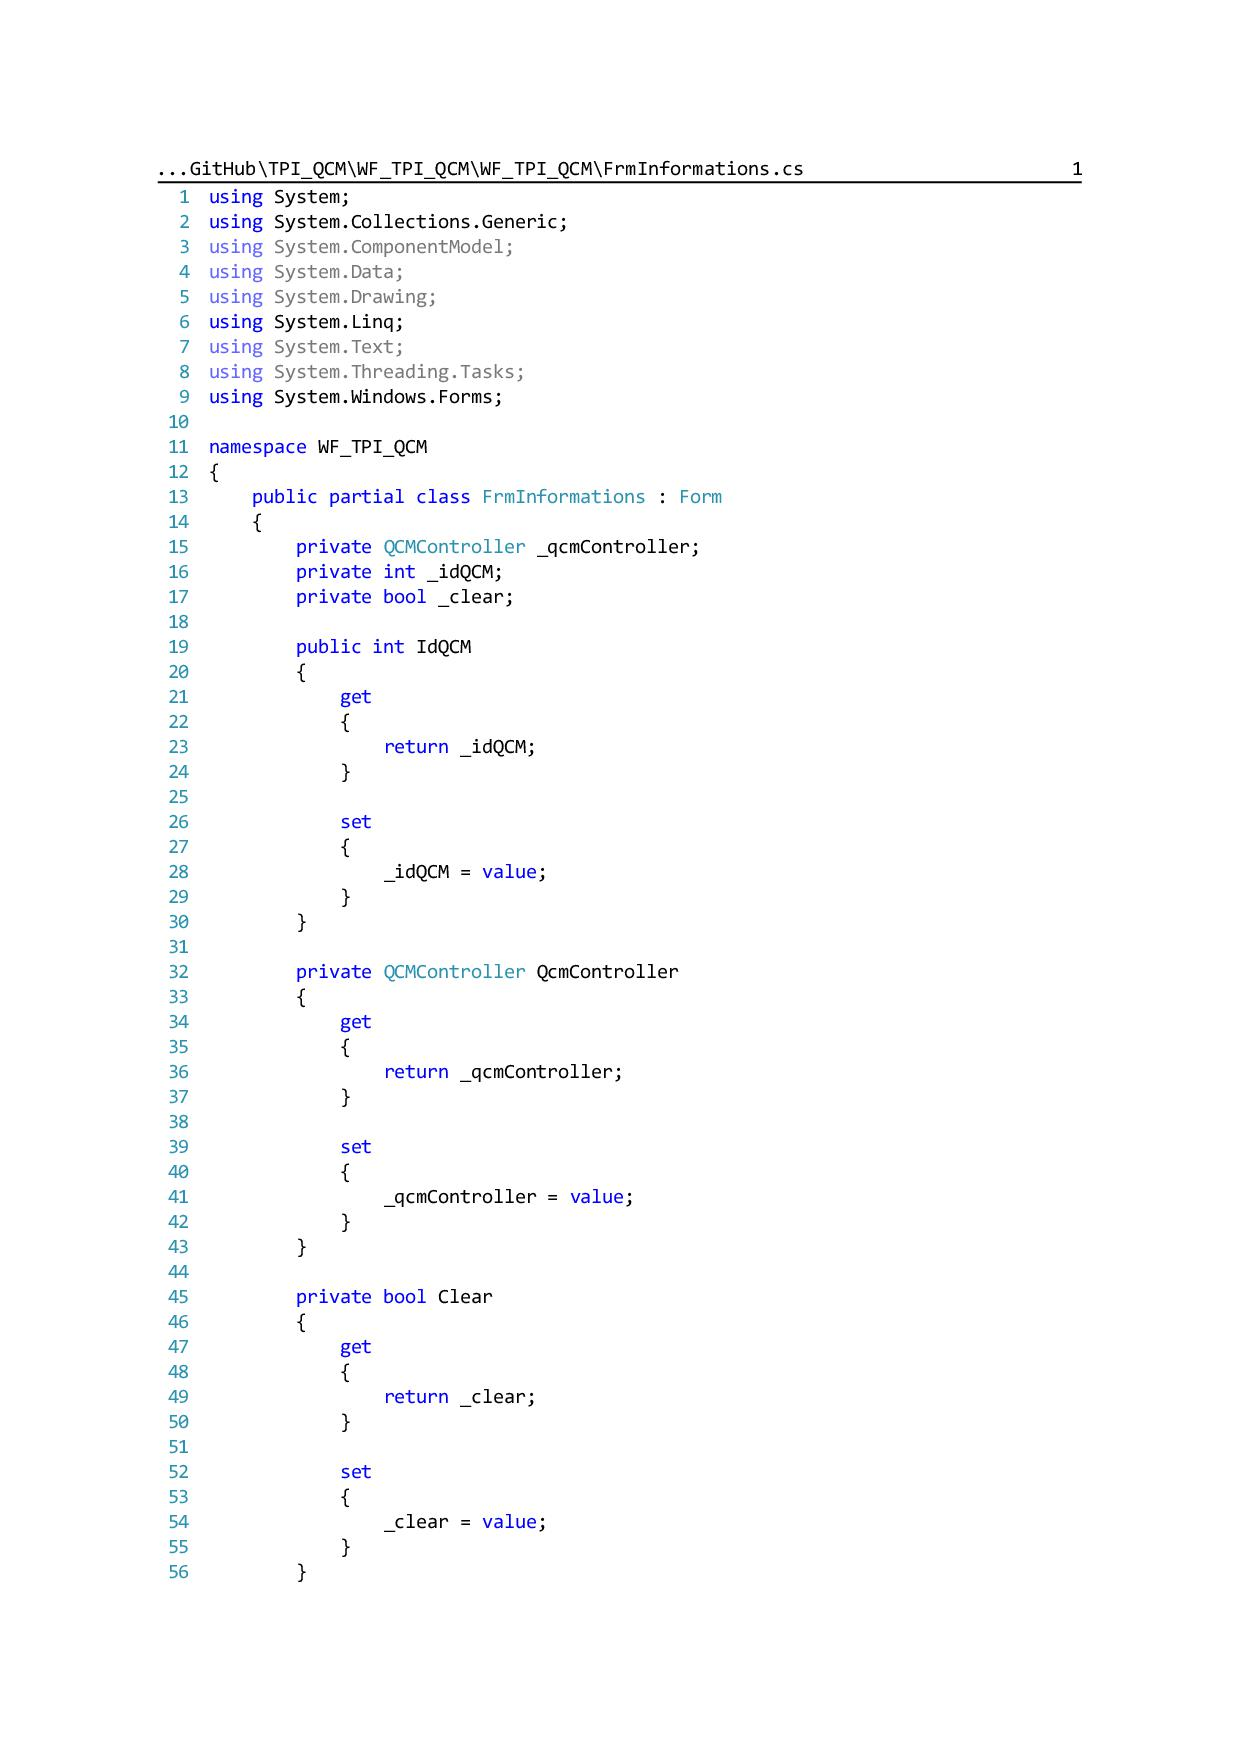 ...GitHub\TPI_QCM\WF_TPI_QCM\WF_TPI_QCM\FrmInformations.cs 1
1 using System;
2 using System.Collections.Generic;
3 using System.ComponentModel;
4 using System.Data;
5 using System.Drawing;
6 using System.Linq;
7 using System.Text;
8 using System.Threading.Tasks;
9 using System.Windows.Forms;
10
11 namespace WF_TPI_QCM
12 {
13     public partial class FrmInformations : Form
14     {
15         private QCMController _qcmController;
16         private int _idQCM;
17         private bool _clear;
18
19         public int IdQCM
20         {
21             get
22             {
23                 return _idQCM;
24             }
25
26             set
27             {
28                 _idQCM = value;
29             }
30         }
31
32         private QCMController QcmController
33         {
34             get
35             {
36                 return _qcmController;
37             }
38
39             set
40             {
41                 _qcmController = value;
42             }
43         }
44
45         private bool Clear
46         {
47             get
48             {
49                 return _clear;
50             }
51
52             set
53             {
54                 _clear = value;
55             }
56         }